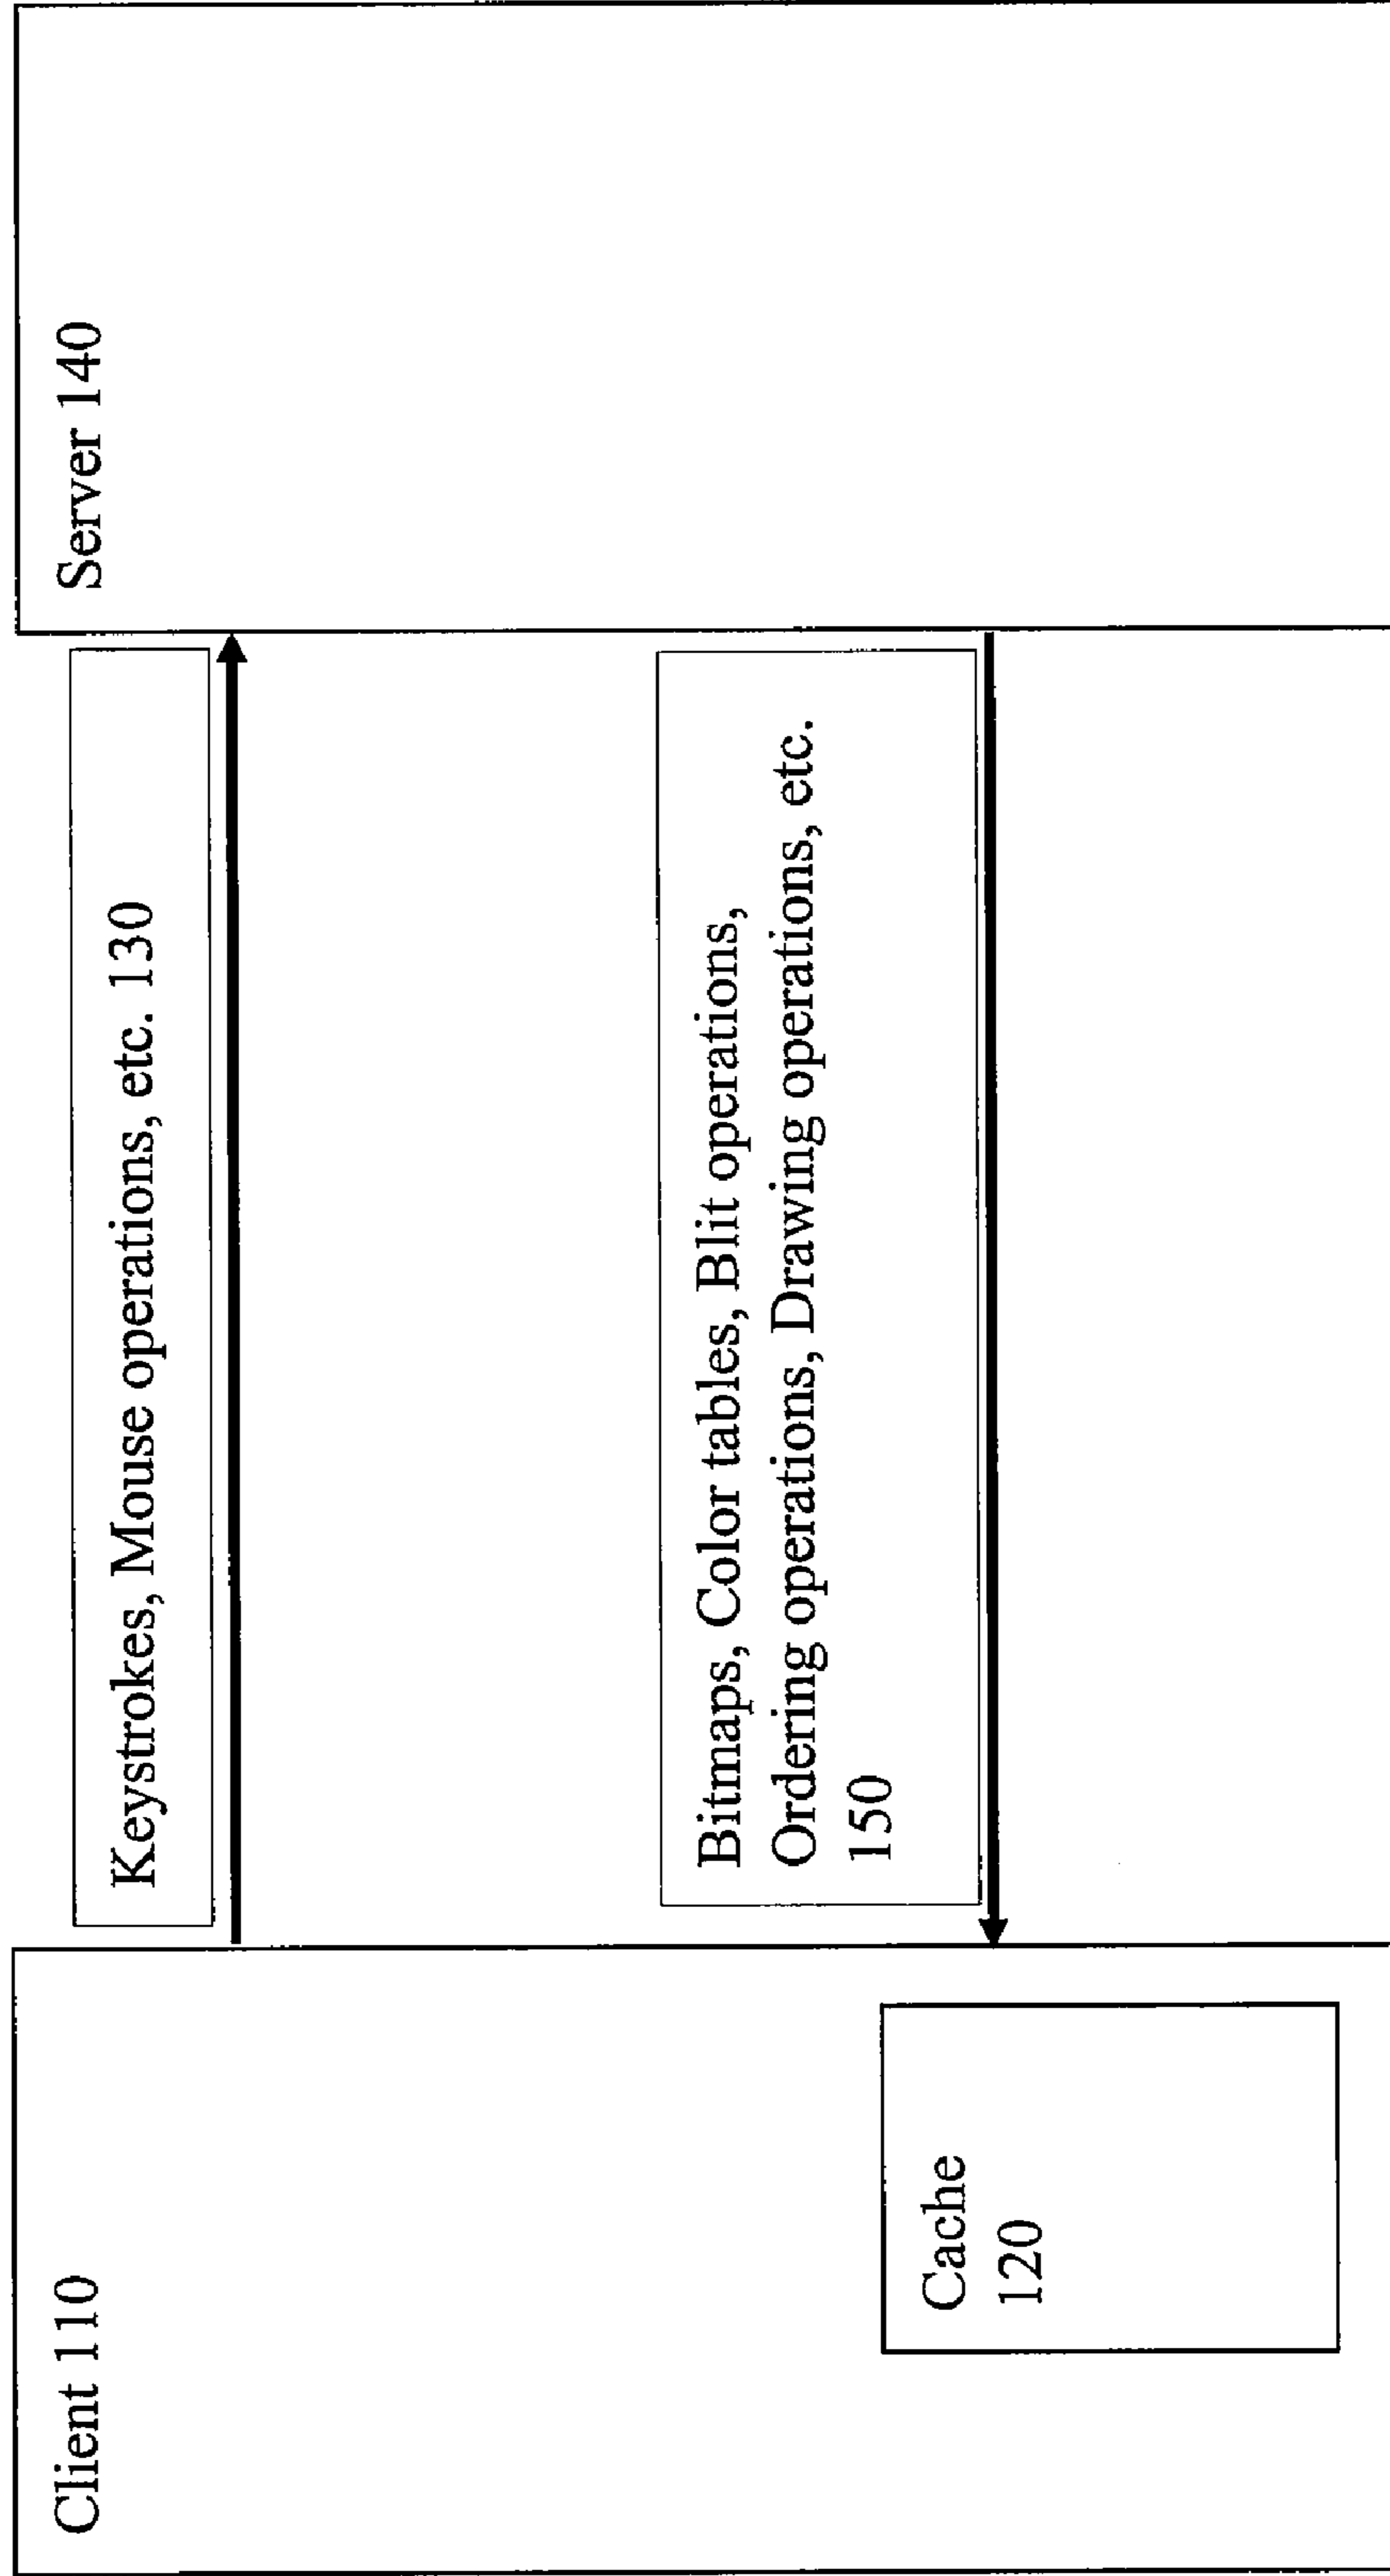 Client 110
Cache
120
Keystrokes, Mouse operations, etc. 130
Bitmaps, Color tables, Blit operations,
Ordering operations, Drawing operations, etc.
150
Server 140